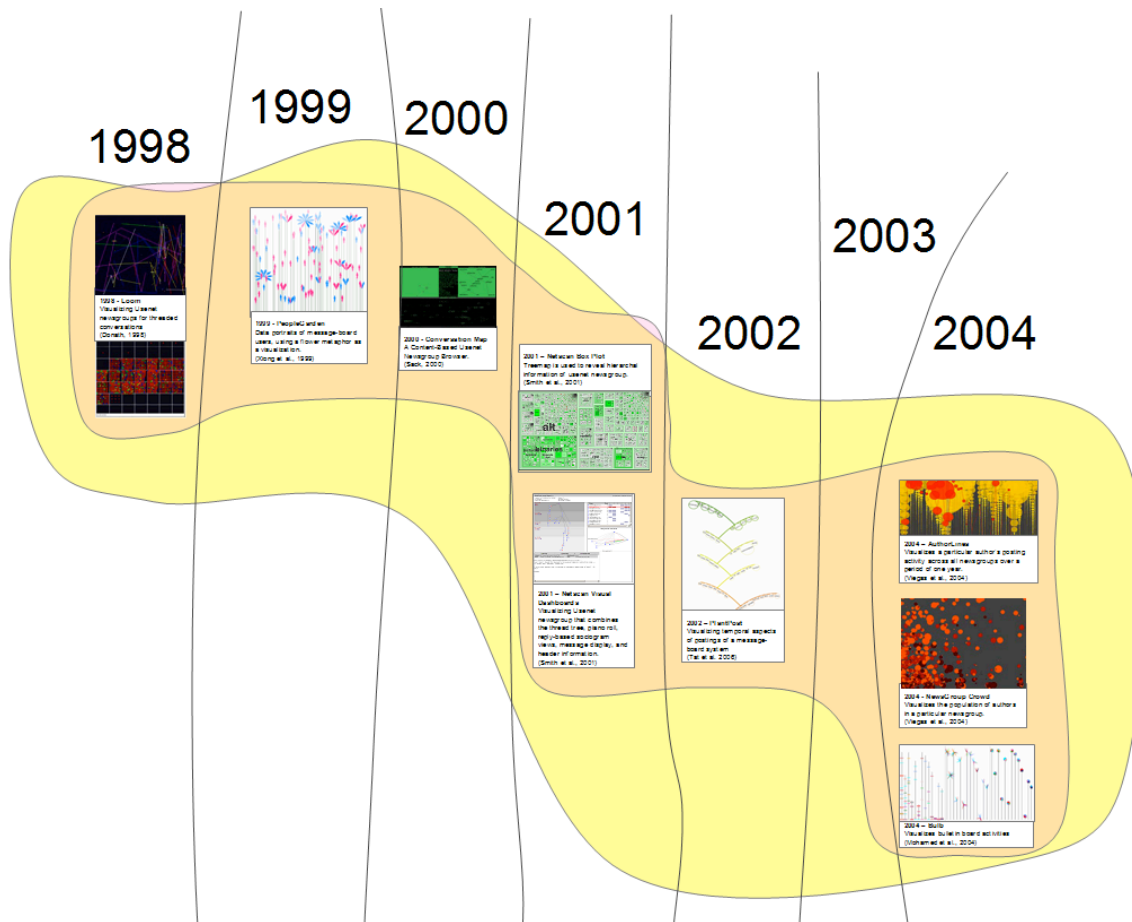 1998
1999
2000
2001
2002
2003
2004
1998 - Loom
Visualizing Usenet
newsgroups for threaded
conversations
(Donath, 1998)
1999 - PeopleGarden
Data portraits of message-board
users, using a flower metaphor as
a visualization.
(Xiong et al., 1999)
2000 - Conversation Map
A Content-Based Usenet
Newsgroup Browser.
(Sack, 2000)
2001 – Netscan Box Plot
Treemap is used to reveal hierarchal
information of usenet newsgroup.
(Smith et al., 2001)
alt
binaries
2001 – Netscan Visual
Dashboards
Visualizing Usenet
newsgroup that combines
the thread tree, piano roll,
reply-based sociogram
views, message display, and
header information.
(Smith et al., 2001)
2002 – PlantPost
Visualizing temporal aspects
of postings of a message-
board system
(Tat et al. 2006)
2004 – AuthorLines
Visualizes a particular author's posting
activity across all newsgroups over a
period of one year.
(Viegas et al., 2004)
2004 - NewsGroup Crowd
Visualizes the population of authors
in a particular newsgroup.
(Viegas et al., 2004)
2004 – Bulb
Visualizes bulletin board activities
(Mohamed et al., 2004)